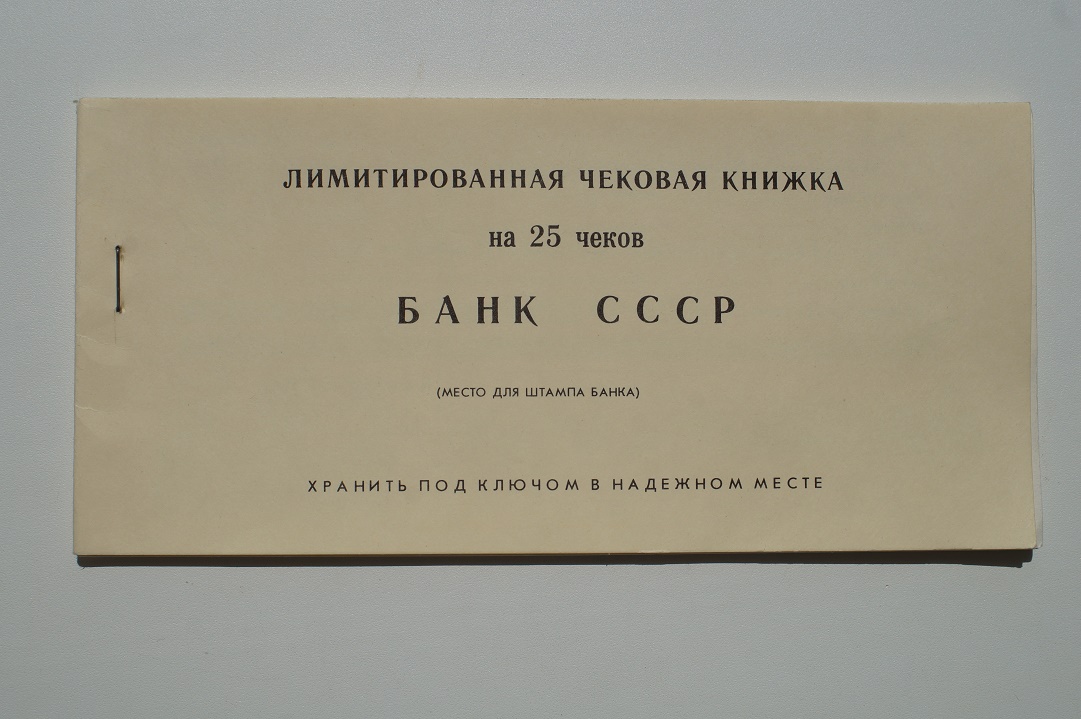 ЛИМИТИРОВАННАЯ ЧЕКОВАЯ КНИЖКА
на 25 чеков
БАНК СССР
(МЕСТО ДЛЯ ШТАМПА БАНКА)
ХРАНИТЬ ПОД КЛЮЧОМ В НАДЕЖНОМ МЕСТЕ